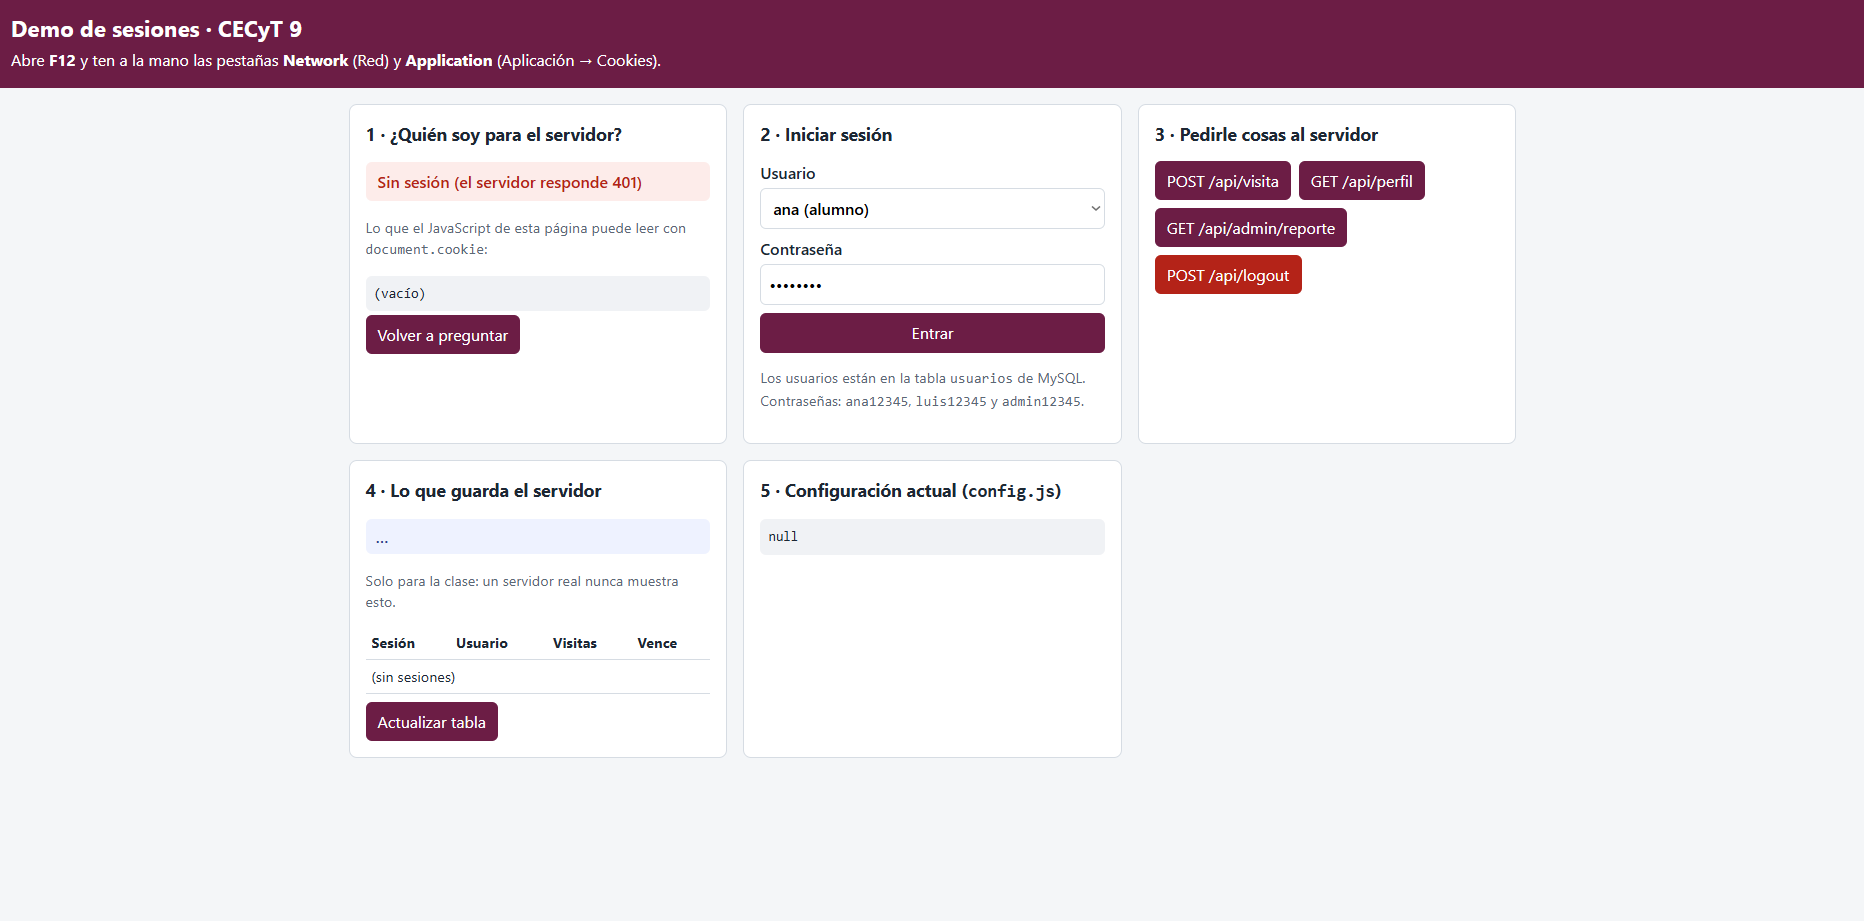 Demo de sesiones · CECyT 9
Abre F12 y ten a la mano las pestañas Network (Red) y Application (Aplicación → Cookies).
1 · ¿Quién soy para el servidor?
Sin sesión (el servidor responde 401)
Lo que el JavaScript de esta página puede leer con
document.cookie:
(vacío)
Volver a preguntar
2 · Iniciar sesión
Usuario
ana (alumno)
Contraseña
••••••••
Entrar
Los usuarios están en la tabla usuarios de MySQL.
Contraseñas: ana12345, luis12345 y admin12345.
3 · Pedirle cosas al servidor
POST /api/visita GET /api/perfil
GET /api/admin/reporte
POST /api/logout
4 · Lo que guarda el servidor
...
Solo para la clase: un servidor real nunca muestra
esto.
Sesión Usuario Visitas Vence
(sin sesiones)
Actualizar tabla
5 · Configuración actual (config.js)
null